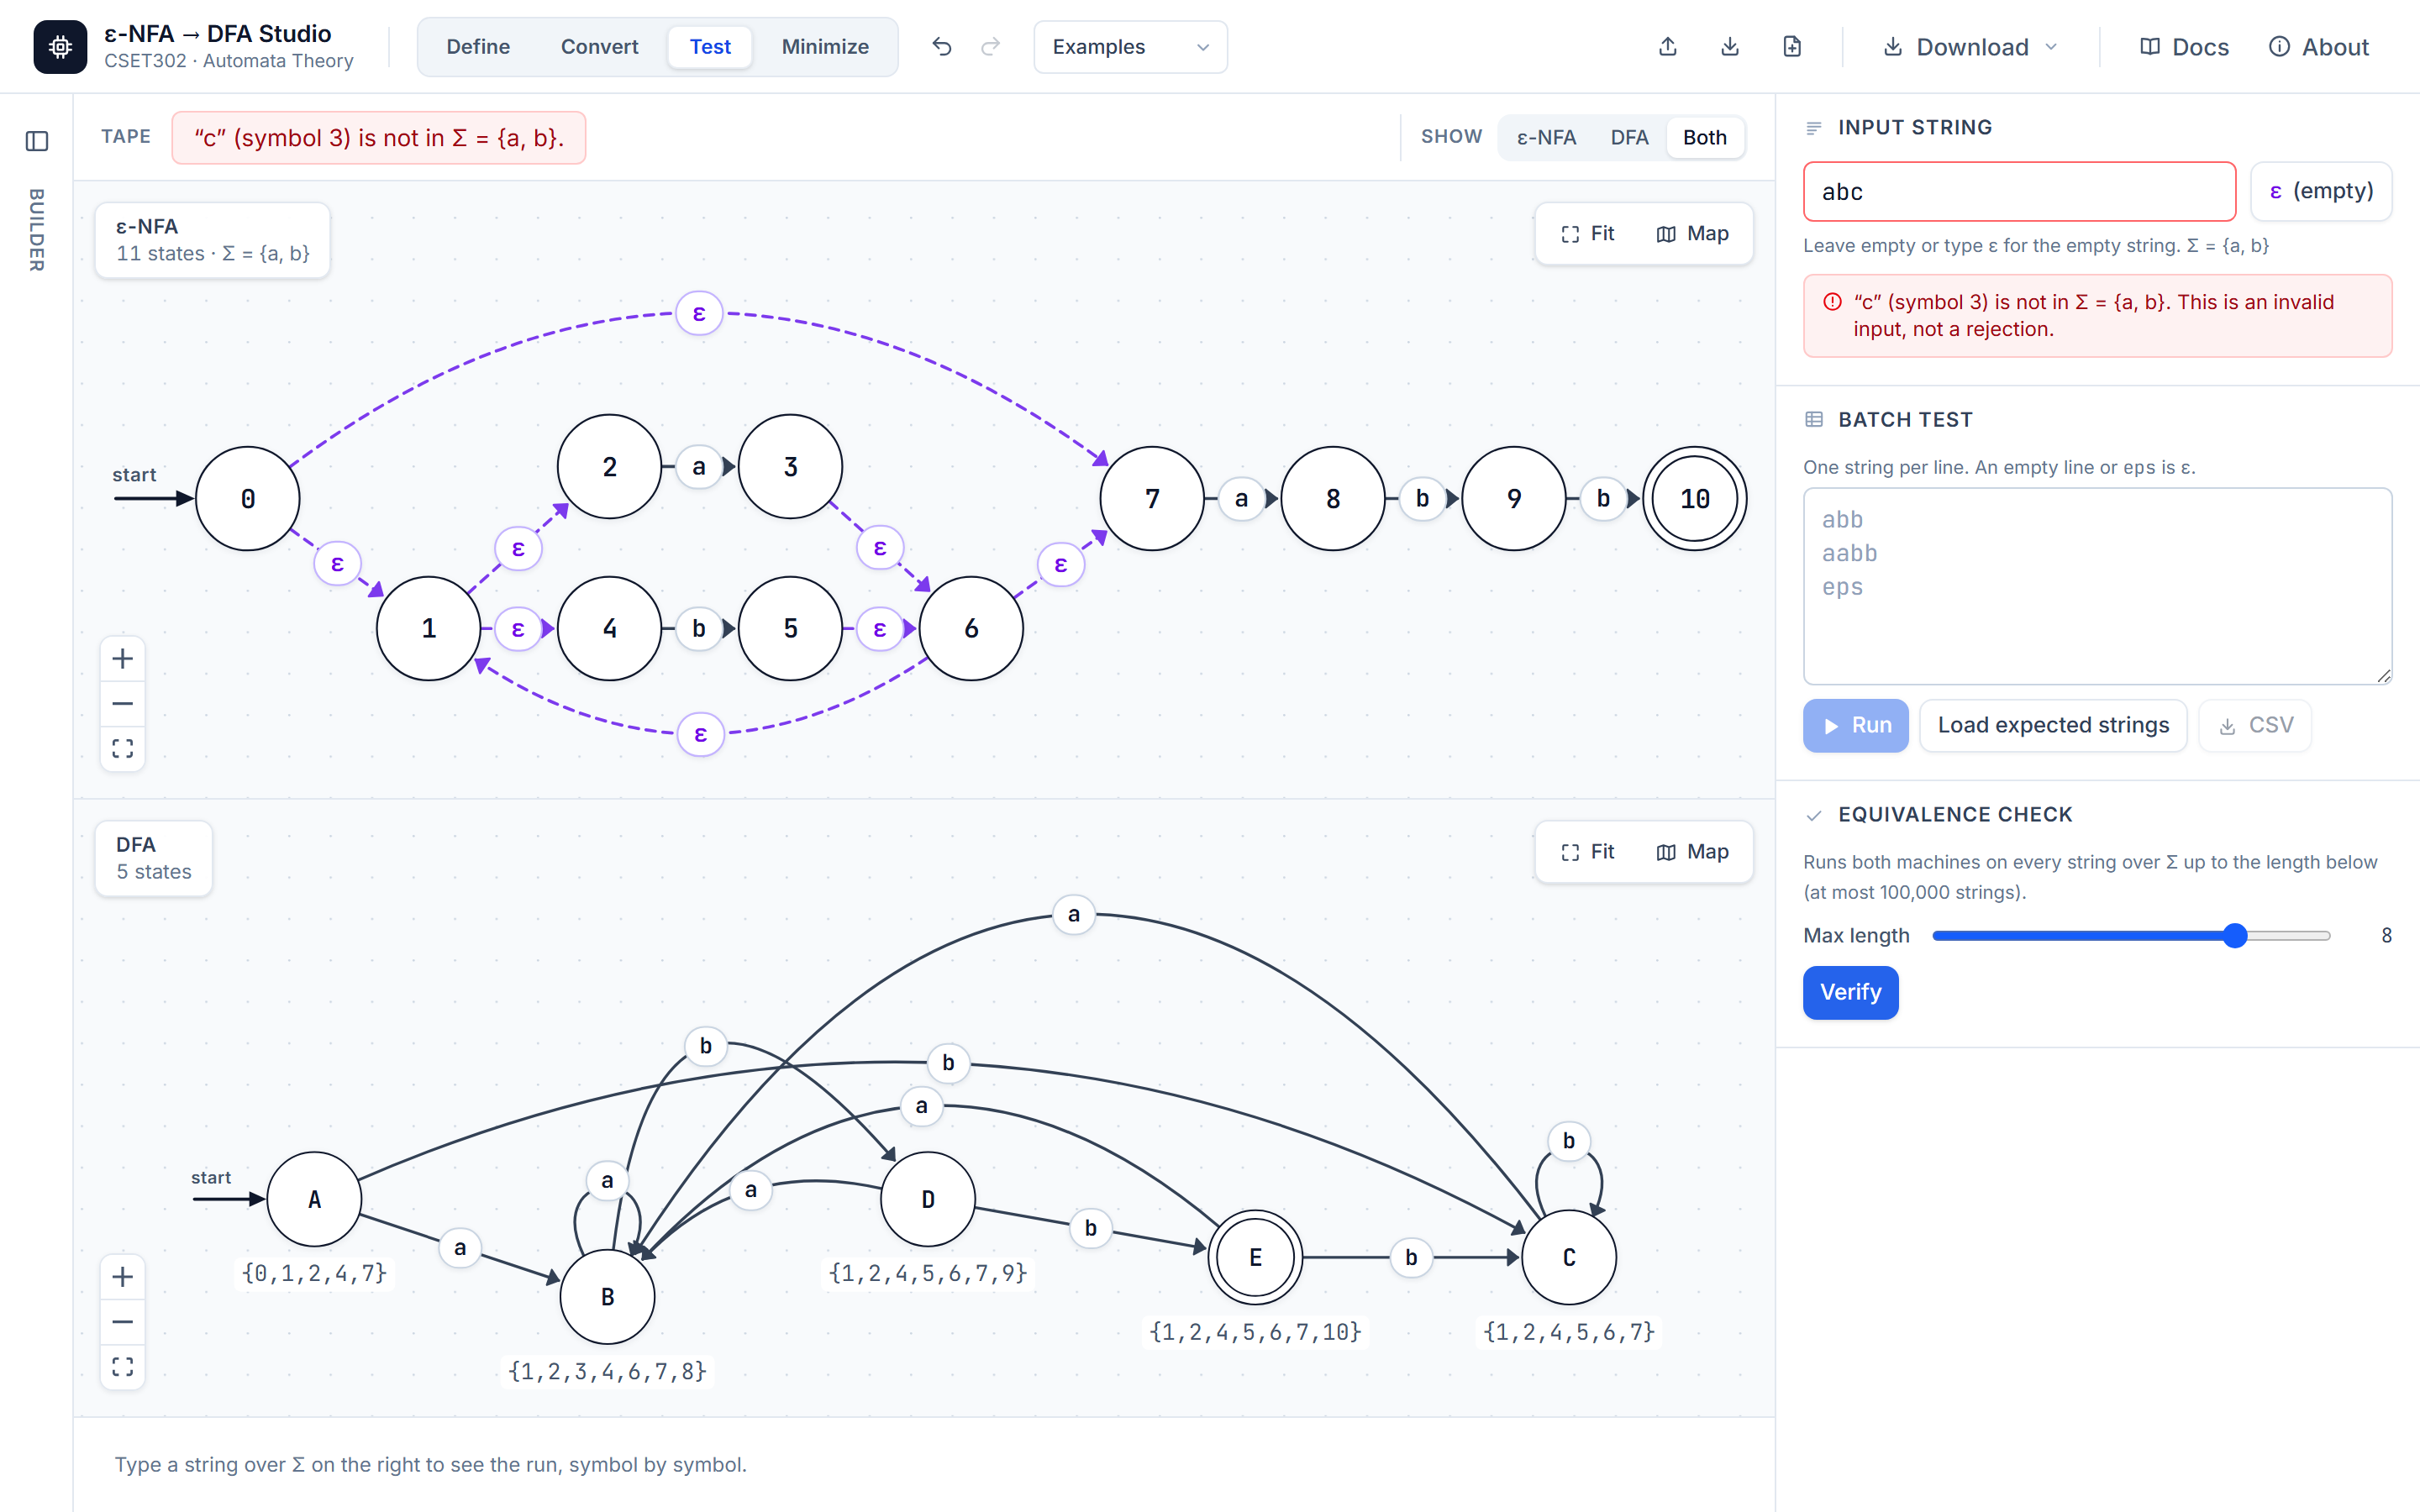 ε-NFA → DFA Studio
CSET302 · Automata Theory
Define
Convert
Test
Minimize
Examples
Download
Docs
About
BUILDER
TAPE
“c” (symbol 3) is not in Σ = {a, b}.
SHOW
ε-NFA
DFA
Both
ε-NFA
11 states · Σ = {a, b}
Fit
Map
ε
start
0
2
a
3
7
a
8
b
9
b
10
ε
ε
ε
ε
1
ε
4
b
5
ε
6
ε
DFA
5 states
Fit
Map
a
b
b
a
b
start
A
a
a
D
b
a
B
E
b
C
{0,1,2,4,7}
{1,2,4,5,6,7,9}
{1,2,4,5,6,7,10}
{1,2,4,5,6,7}
{1,2,3,4,6,7,8}
Type a string over Σ on the right to see the run, symbol by symbol.
INPUT STRING
abc
ε (empty)
Leave empty or type ε for the empty string. Σ = {a, b}
“c” (symbol 3) is not in Σ = {a, b}. This is an invalid
input, not a rejection.
BATCH TEST
One string per line. An empty line or eps is ε.
abb
aabb
eps
Run
Load expected strings
CSV
EQUIVALENCE CHECK
Runs both machines on every string over Σ up to the length below
(at most 100,000 strings).
Max length
8
Verify